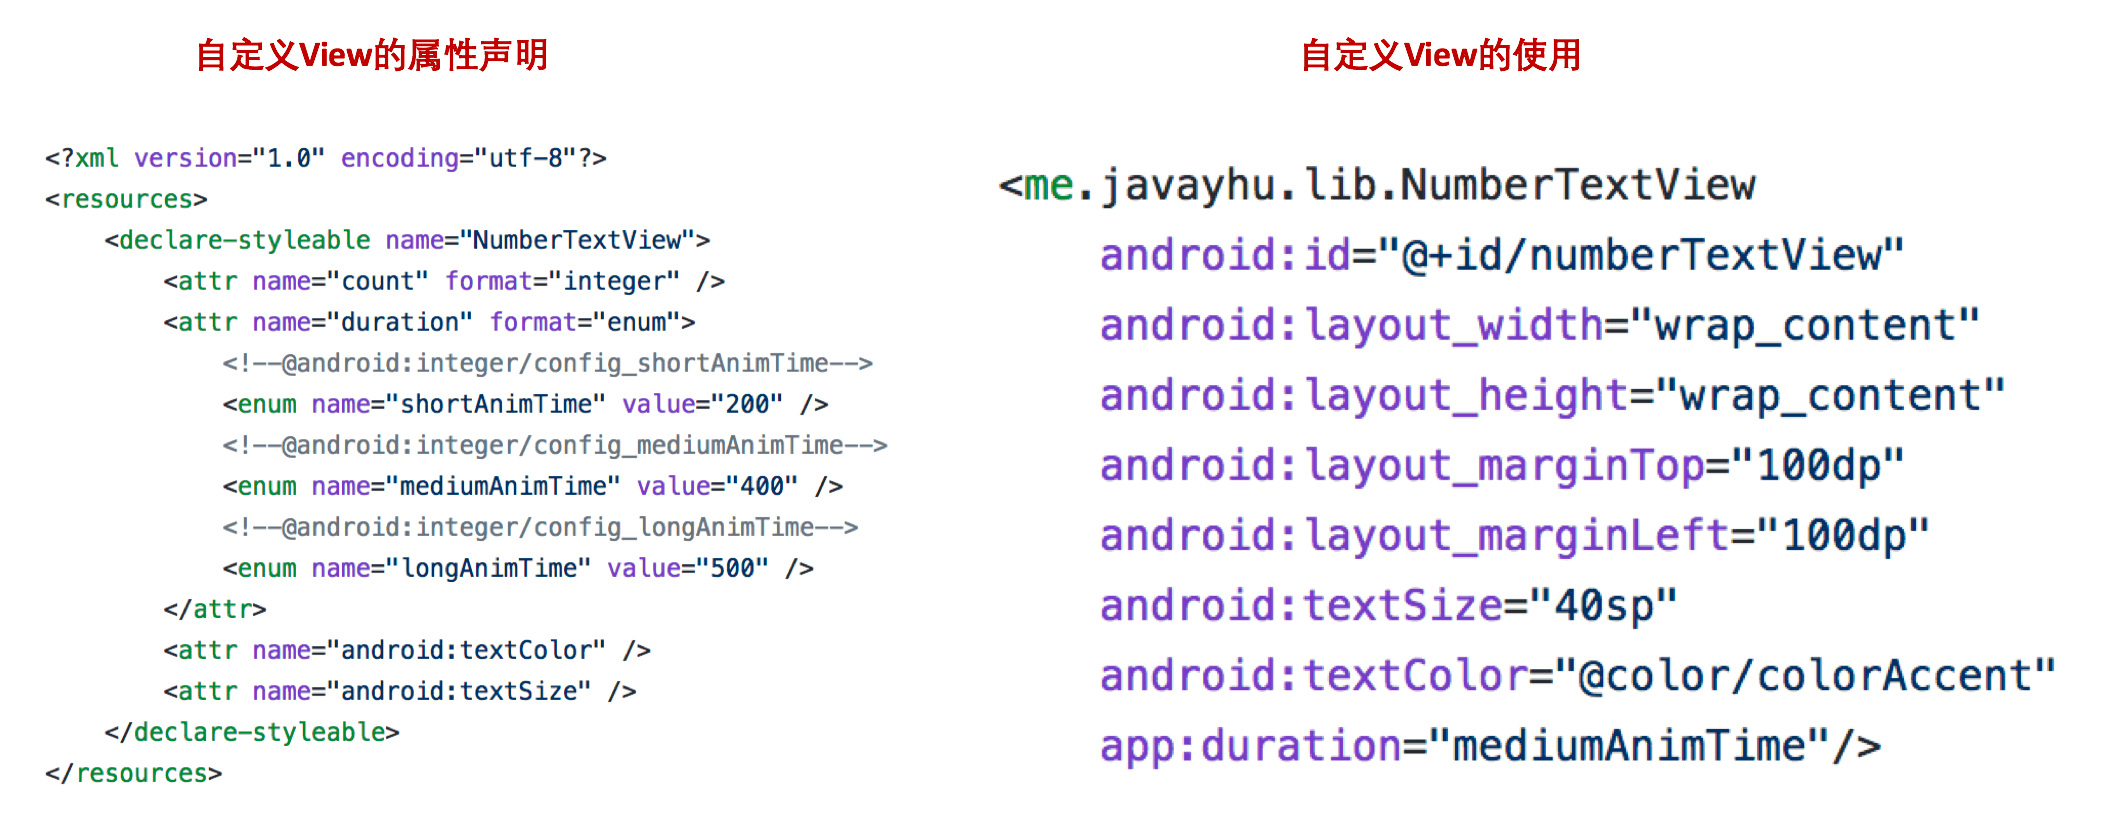 自定义View的属性声明
<?xml version="1.0" encoding="utf-8"?>
<resources>
    <declare-styleable name="NumberTextView">
        <attr name="count" format="integer" />
        <attr name="duration" format="enum">
            <!--@android:integer/config_shortAnimTime-->
            <enum name="shortAnimTime" value="200" />
            <!--@android:integer/config_mediumAnimTime-->
            <enum name="mediumAnimTime" value="400" />
            <!--@android:integer/config_longAnimTime-->
            <enum name="longAnimTime" value="500" />
        </attr>
        <attr name="android:textColor" />
        <attr name="android:textSize" />
    </declare-styleable>
</resources>
自定义View的使用
<me.javayhu.lib.NumberTextView
    android:id="@+id/numberTextView"
    android:layout_width="wrap_content"
    android:layout_height="wrap_content"
    android:layout_marginTop="100dp"
    android:layout_marginLeft="100dp"
    android:textSize="40sp"
    android:textColor="@color/colorAccent"
    app:duration="mediumAnimTime"/>